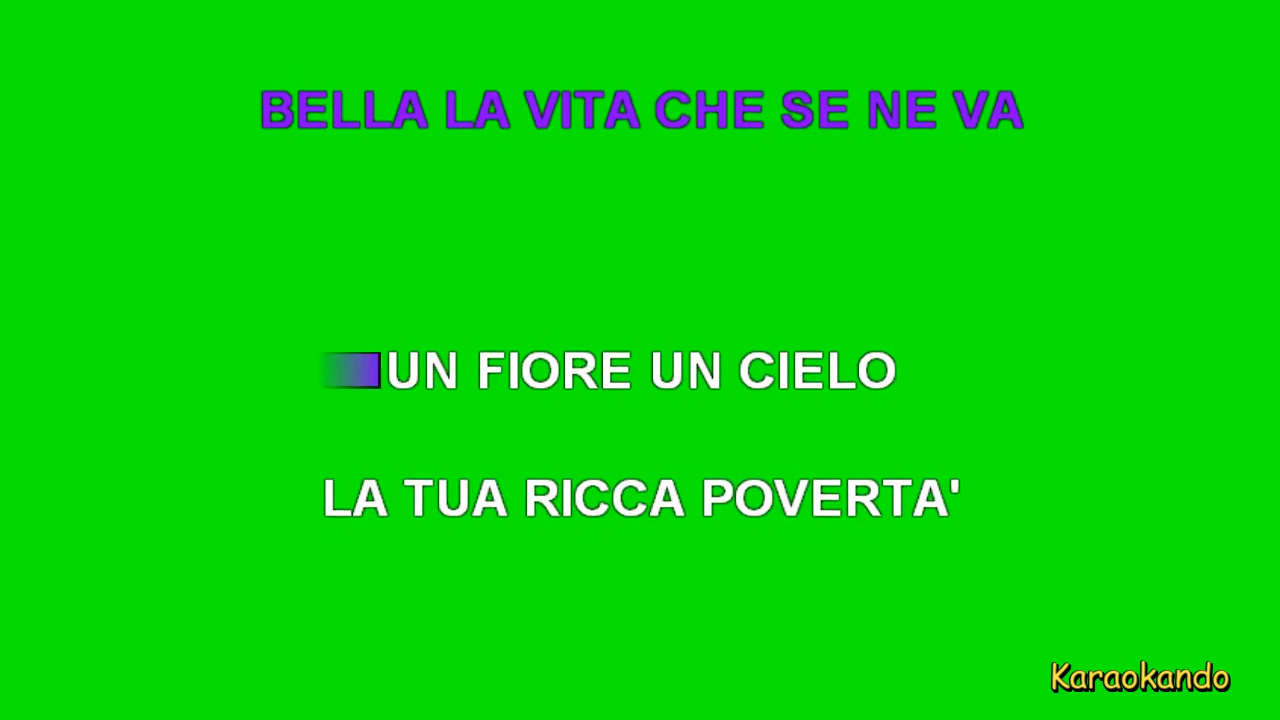 BELLA LA VITA CHE SE NE VA
UN FIORE UN CIELO
LA TUA RICCA POVERTA'
Karaokando